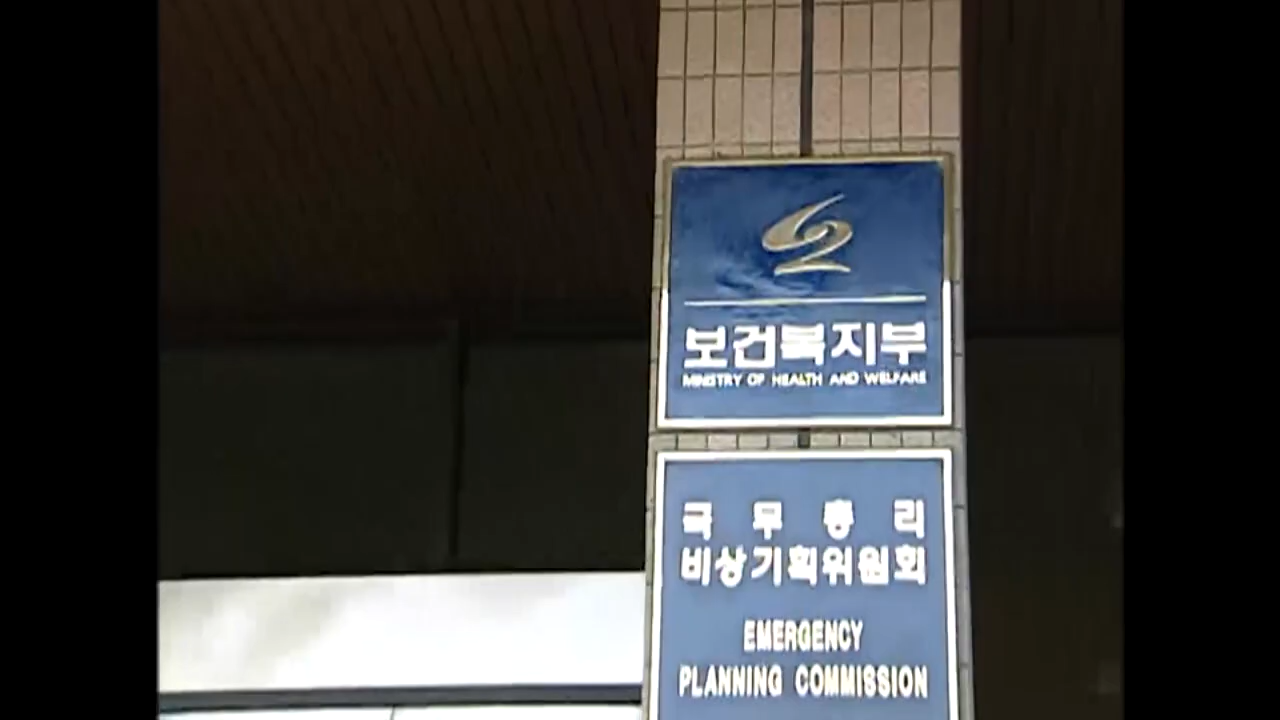 보건복지부
MINISTRY OF HEALTH AND WELFARE
국무총리
비상기획위원회
EMERGENCY
PLANNING COMMISSION